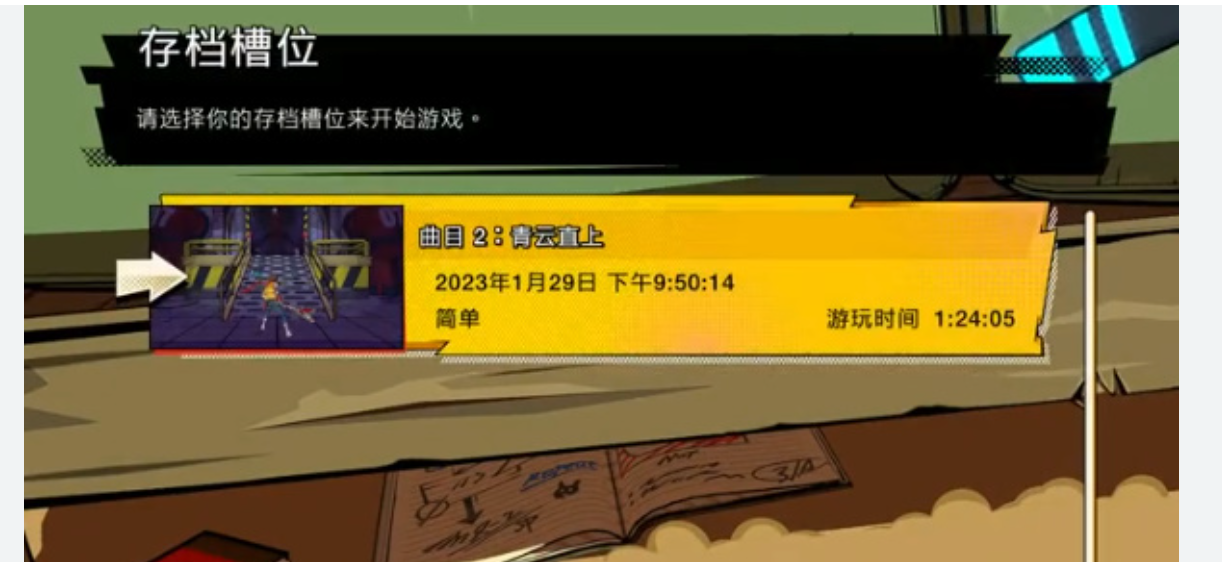 存档槽位
请选择你的存档槽位来开始游戏。
曲目 2：青云直上
2023年1月29日 下午9:50:14
简单
游玩时间 1:24:05